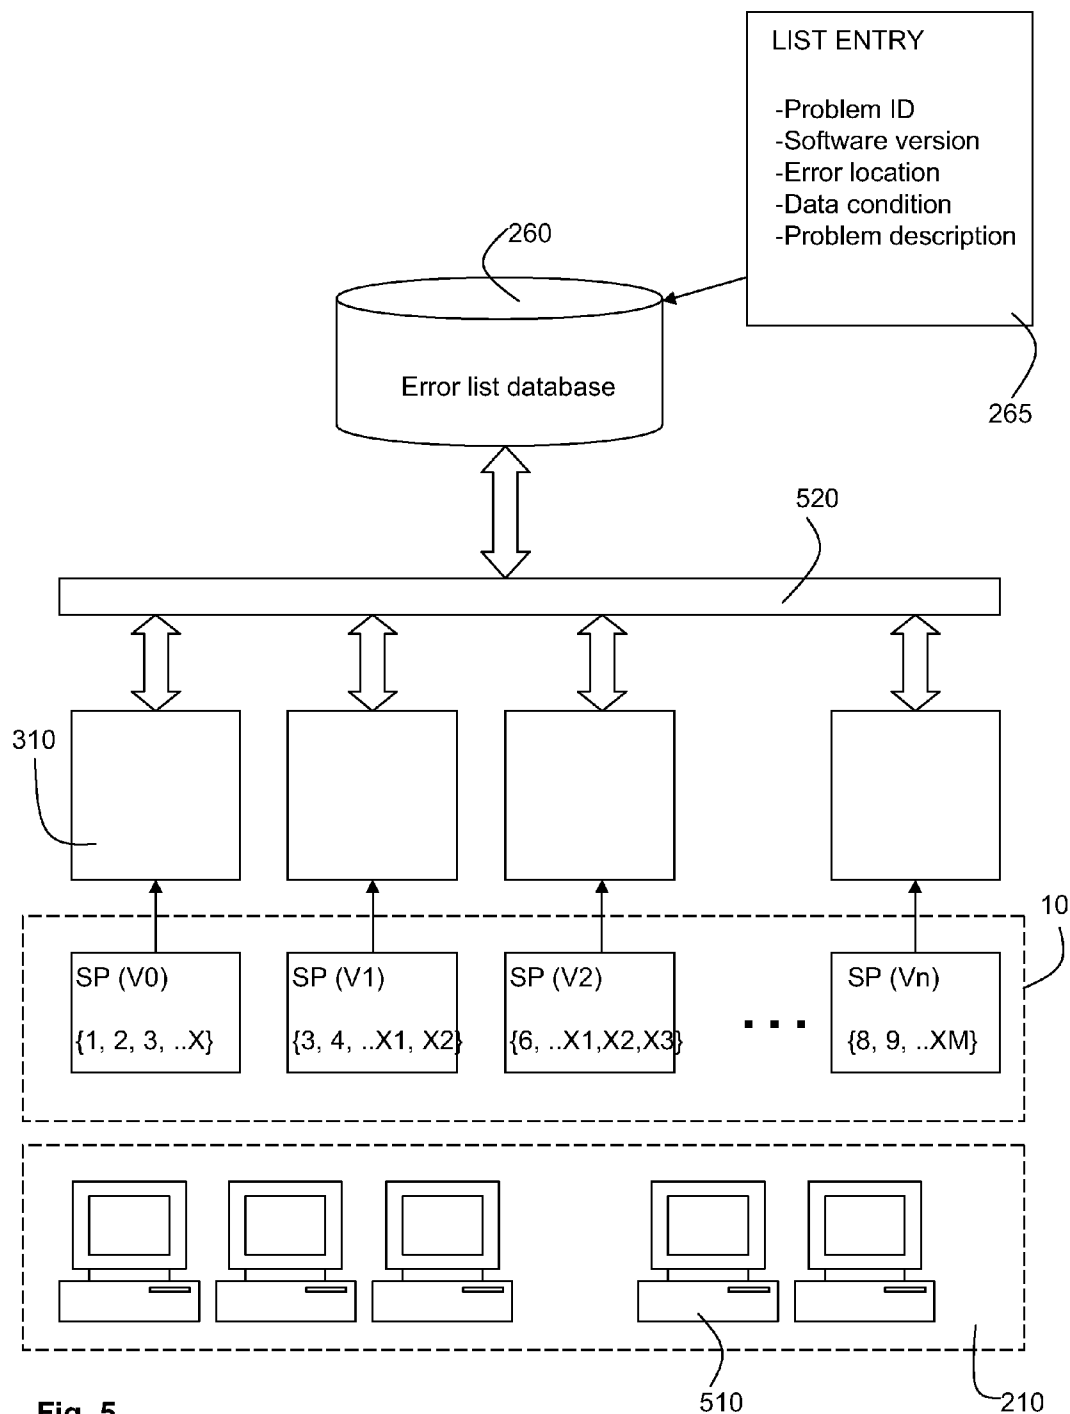 LIST ENTRY
-Problem ID
-Software version
-Error location
-Data condition
-Problem description
260
265
Error list database
520
310
10
SP (V0)
{1, 2, 3, ..X}
SP (V1)
{3, 4, ..X1, X2}
SP (V2)
{6, ..X1,X2,X3}
...
SP (Vn)
{8, 9, ..XM}
510
210
Fig. 5